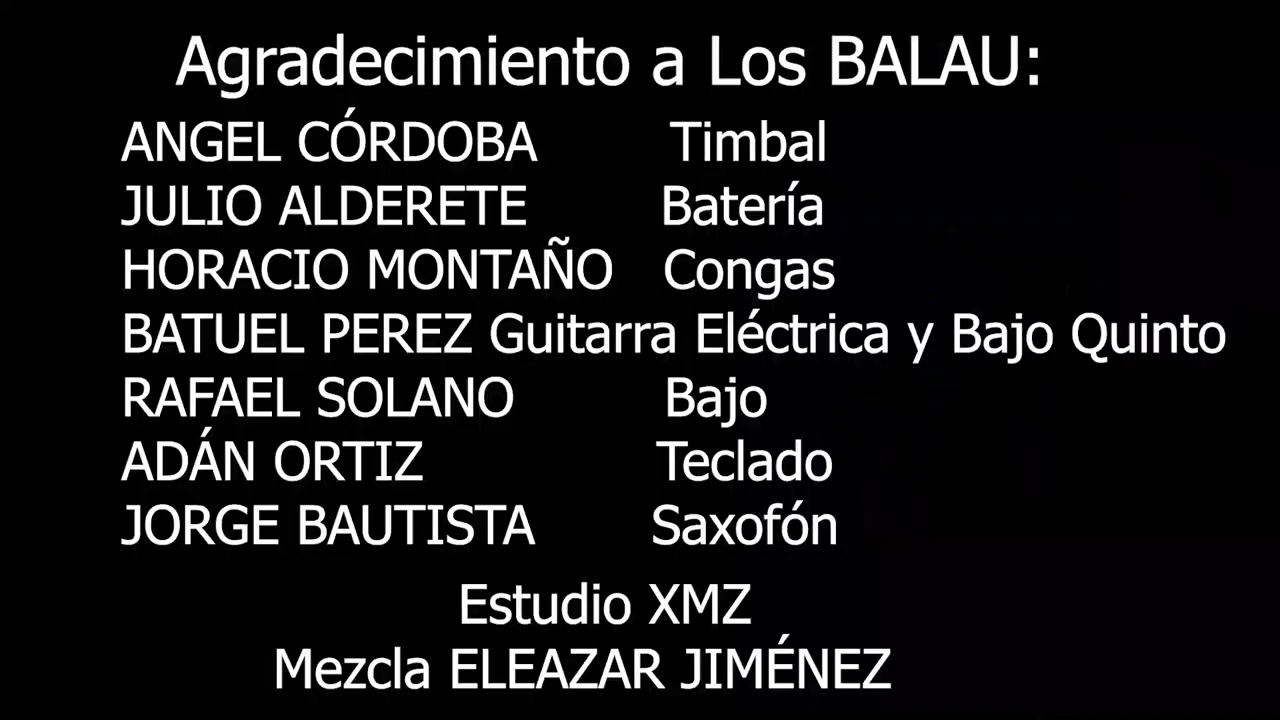 Agradecimiento a Los BALAU:
ANGEL CÓRDOBA Timbal
JULIO ALDERETE Batería
HORACIO MONTAÑO Congas
BATUEL PEREZ Guitarra Eléctrica y Bajo Quinto
RAFAEL SOLANO Bajo
ADÁN ORTIZ Teclado
JORGE BAUTISTA Saxofón
Estudio XMZ
Mezcla ELEAZAR JIMÉNEZ